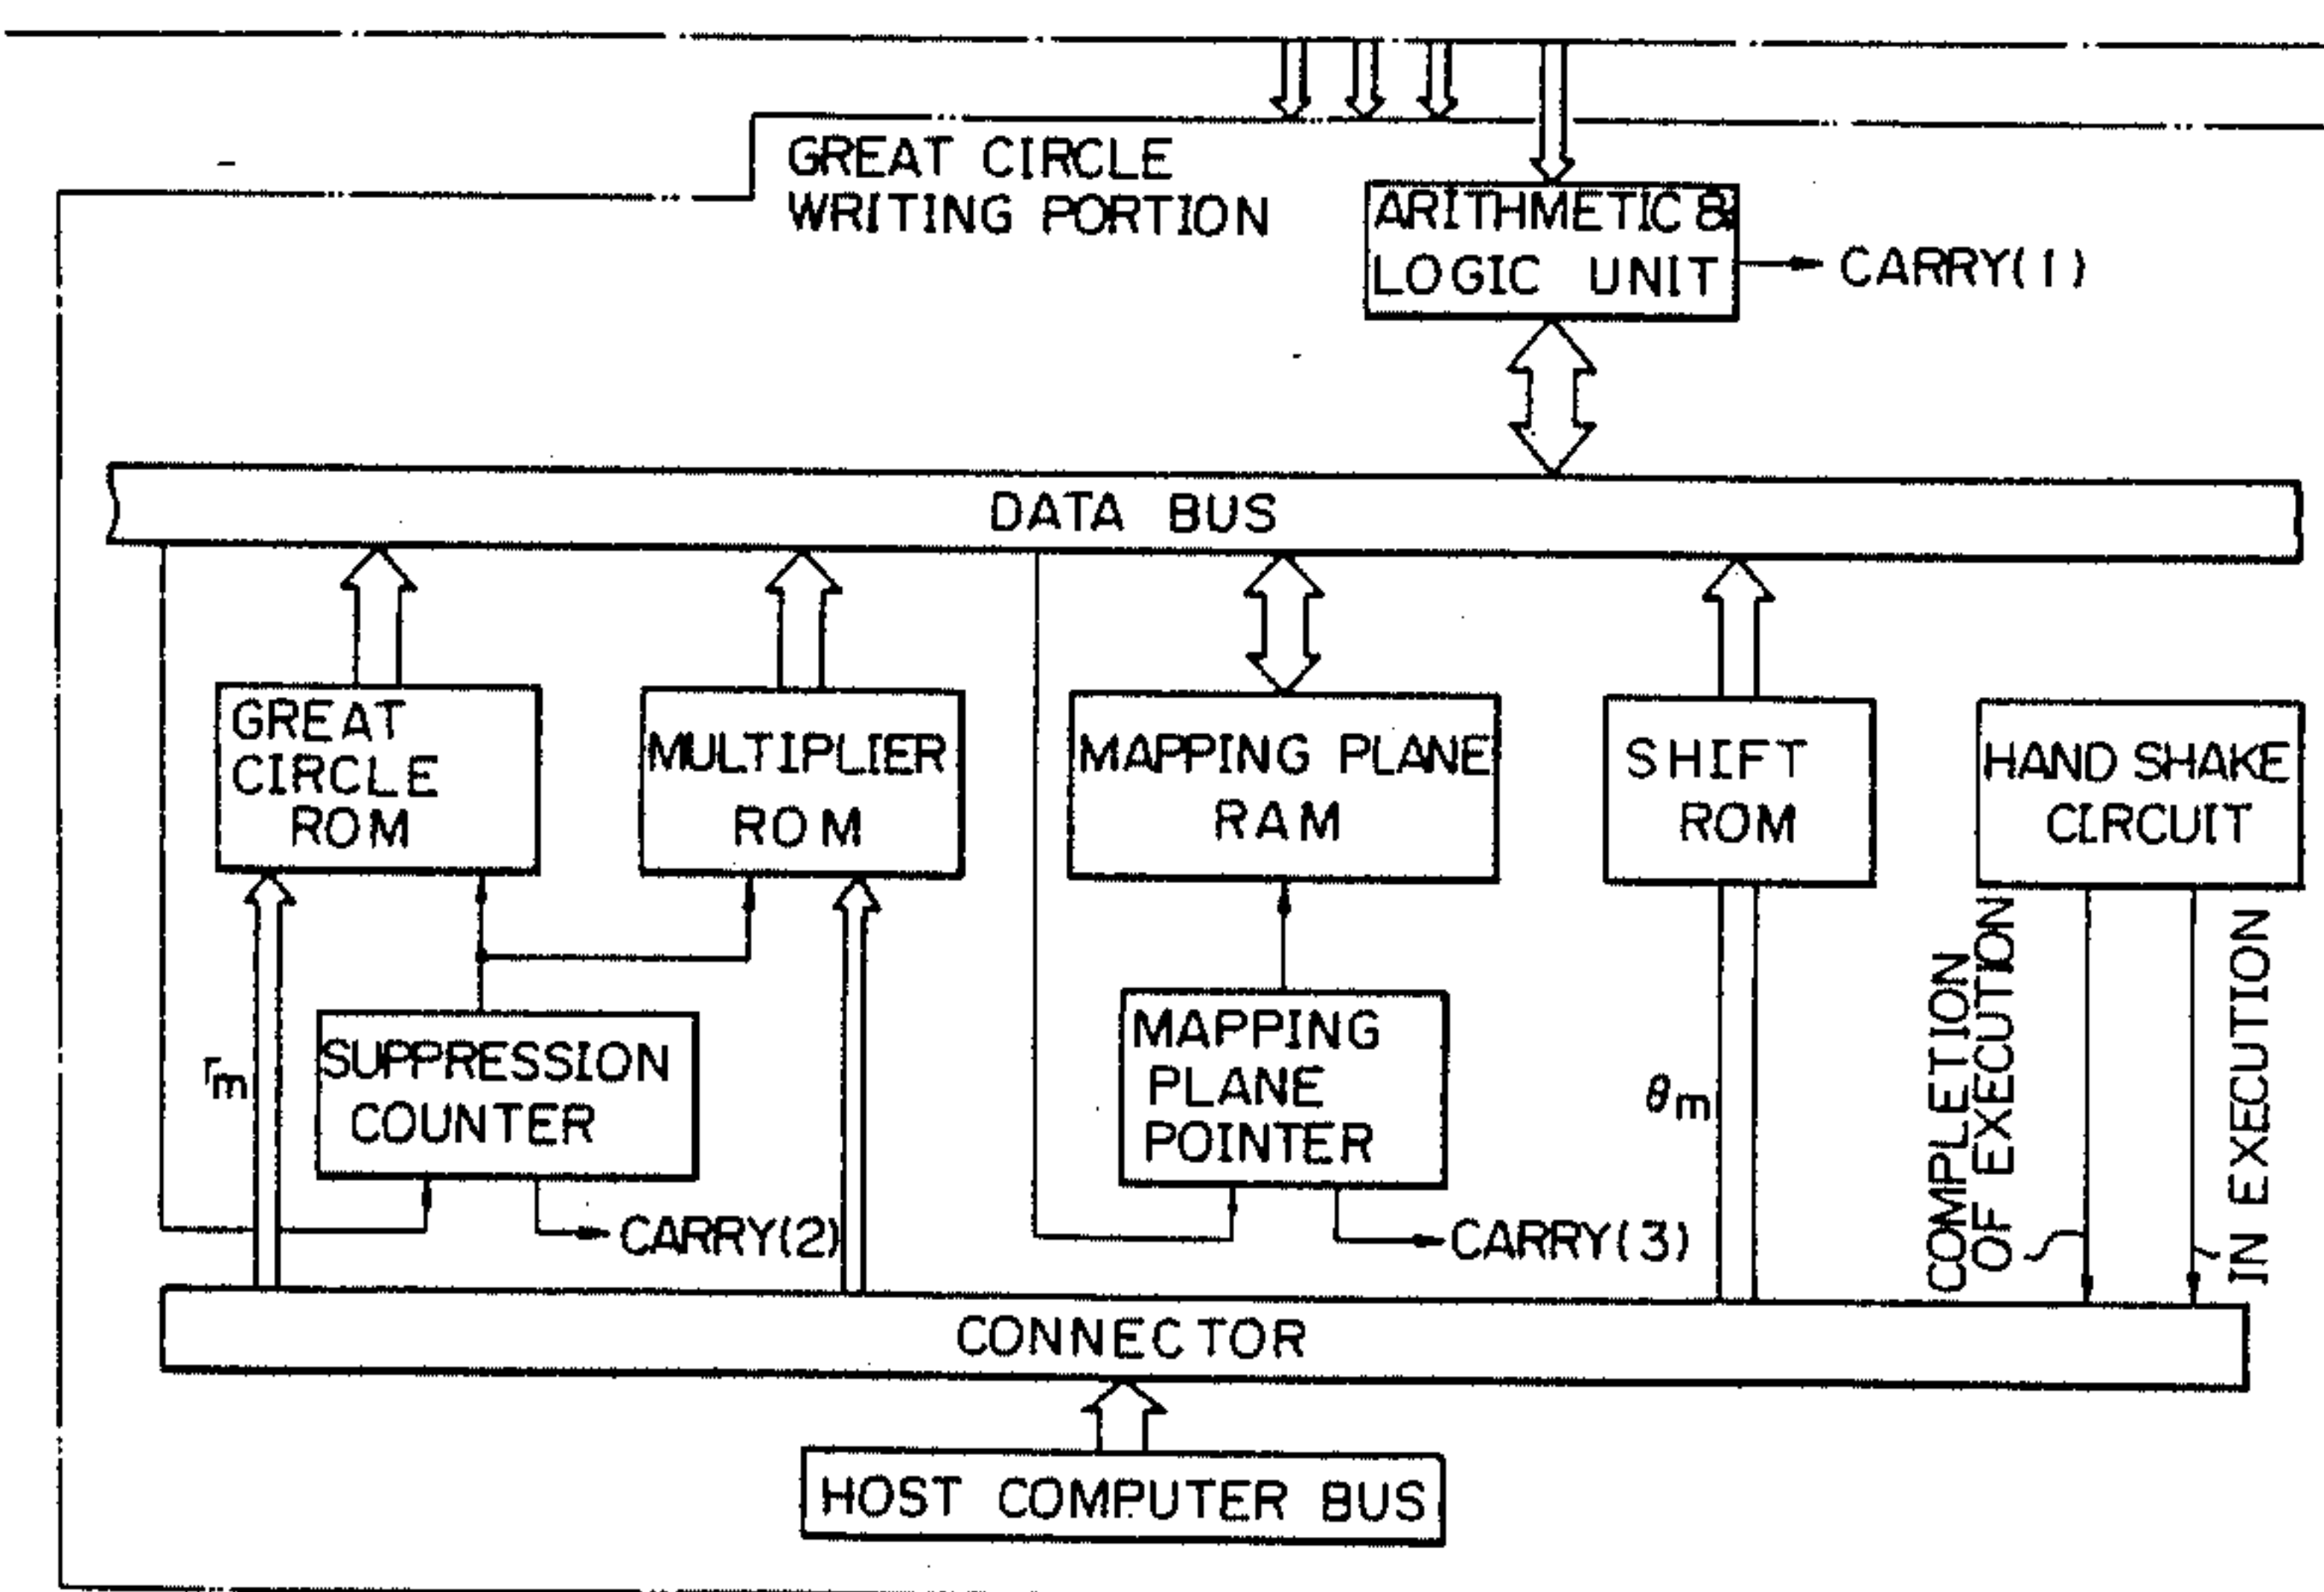 GREAT CIRCLE
WRITING PORTION
ARITHMETIC &
LOGIC UNIT
CARRY(1)
DATA BUS
GREAT
CIRCLE
ROM
MULTIPLIER
ROM
MAPPING PLANE
RAM
SHIFT
ROM
HAND SHAKE
CIRCUIT
rm
SUPPRESSION
COUNTER
CARRY(2)
MAPPING
PLANE
POINTER
CARRY(3)
θm
COMPLETION
OF EXECUTION
IN EXECUTION
CONNECTOR
HOST COMPUTER BUS